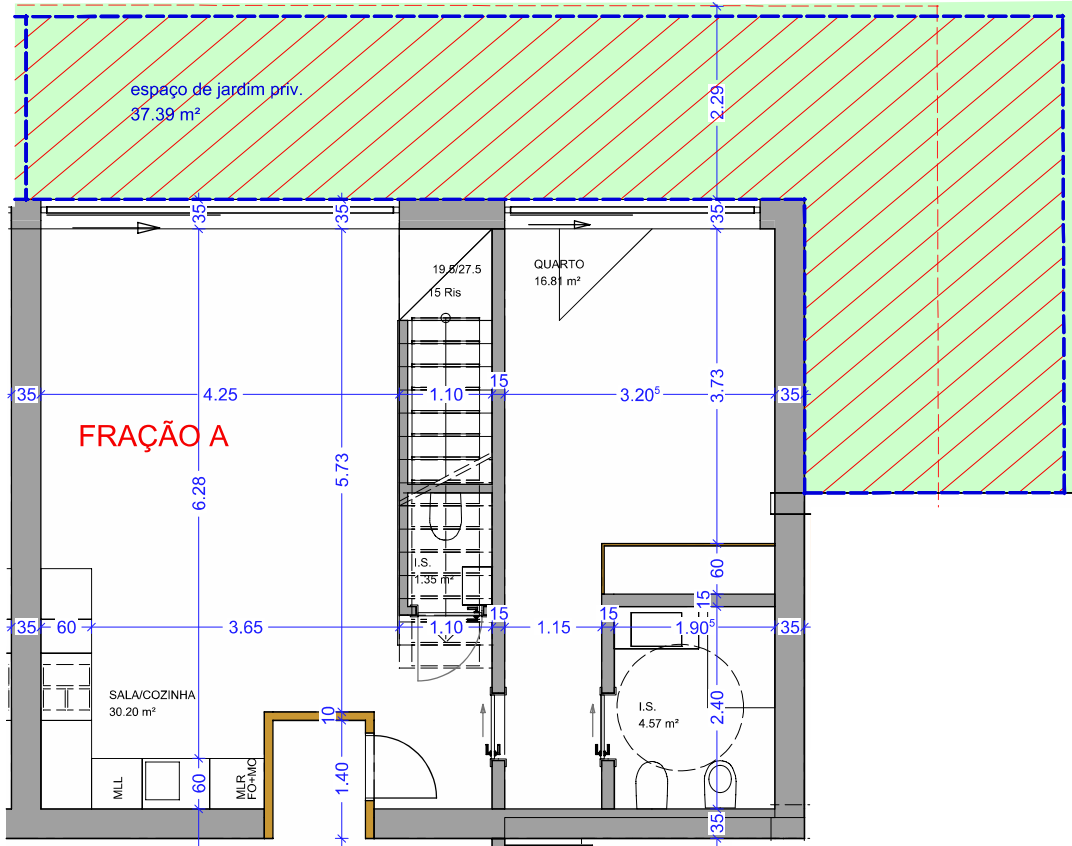 espaço de jardim priv.
37.39 m²
2.29
35
35
35
19.5/27.5
15 Ris
QUARTO
16.81 m²
35
4.25
1.10
15
3.20⁵
3.73
35
FRAÇÃO A
6.28
5.73
I.S.
1.35 m²
60
15
35
60
3.65
1.10
15
1.15
15
1.90⁵
35
SALA/COZINHA
30.20 m²
10
I.S.
4.57 m²
2.40
MLL
60
MLR
FO+MO
1.40
35